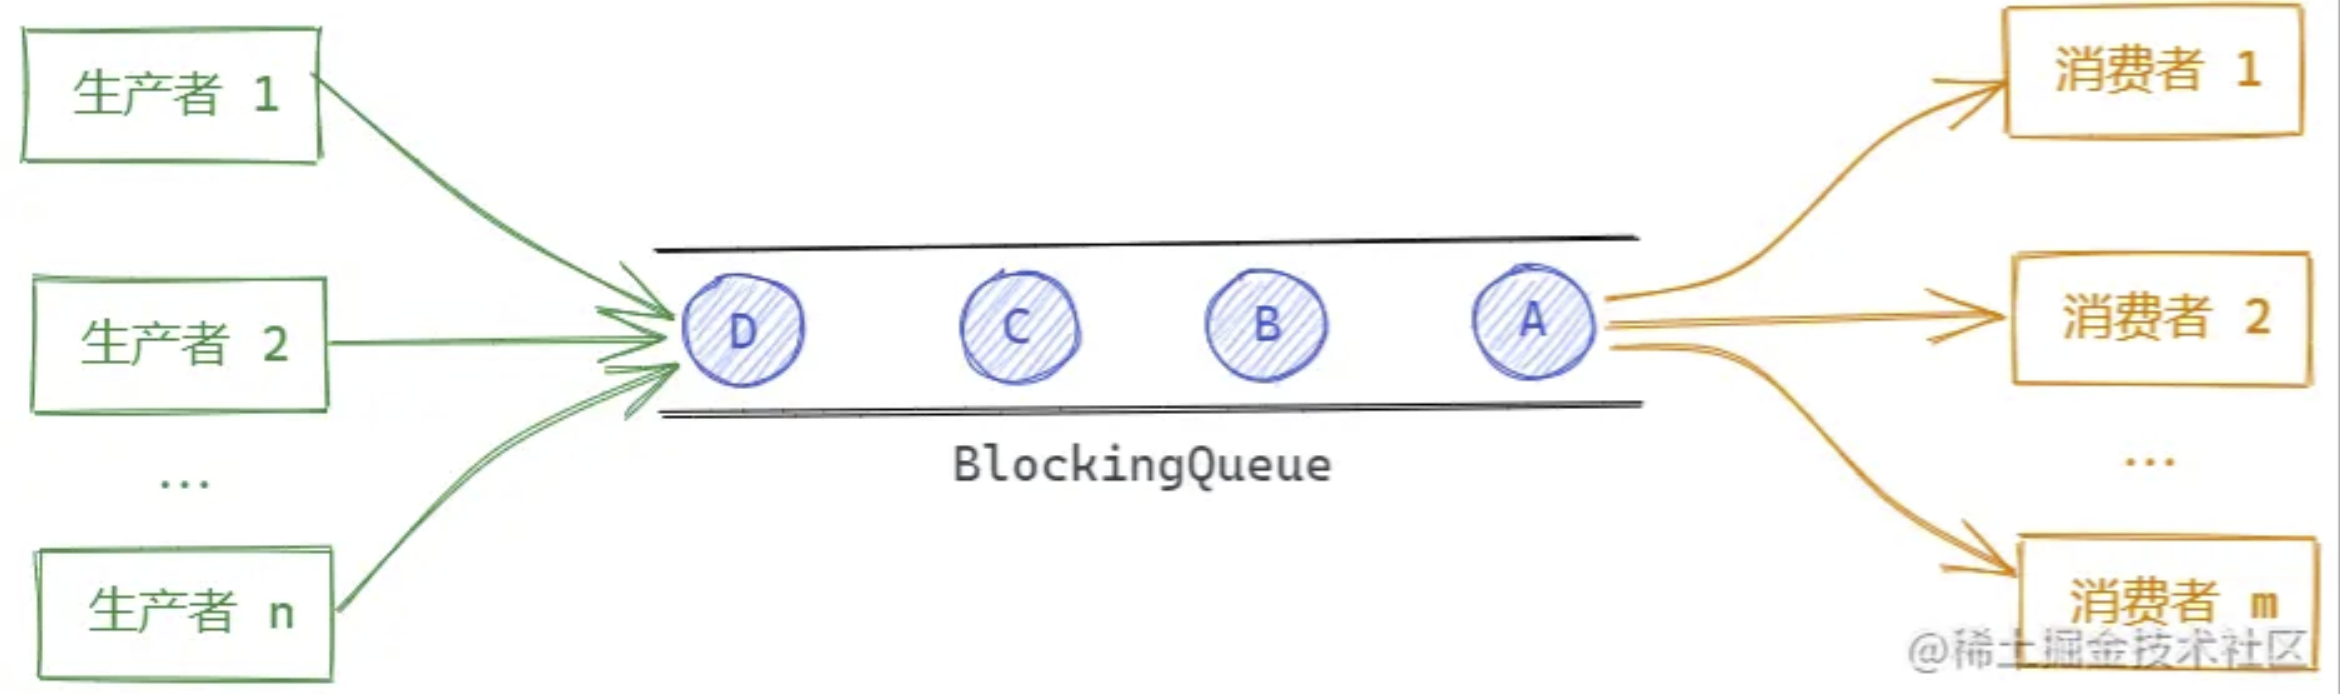 生产者 1
生产者 2
...
生产者 n
D
C
B
A
BlockingQueue
消费者 1
消费者 2
...
消费者 m
@稀土掘金技术社区